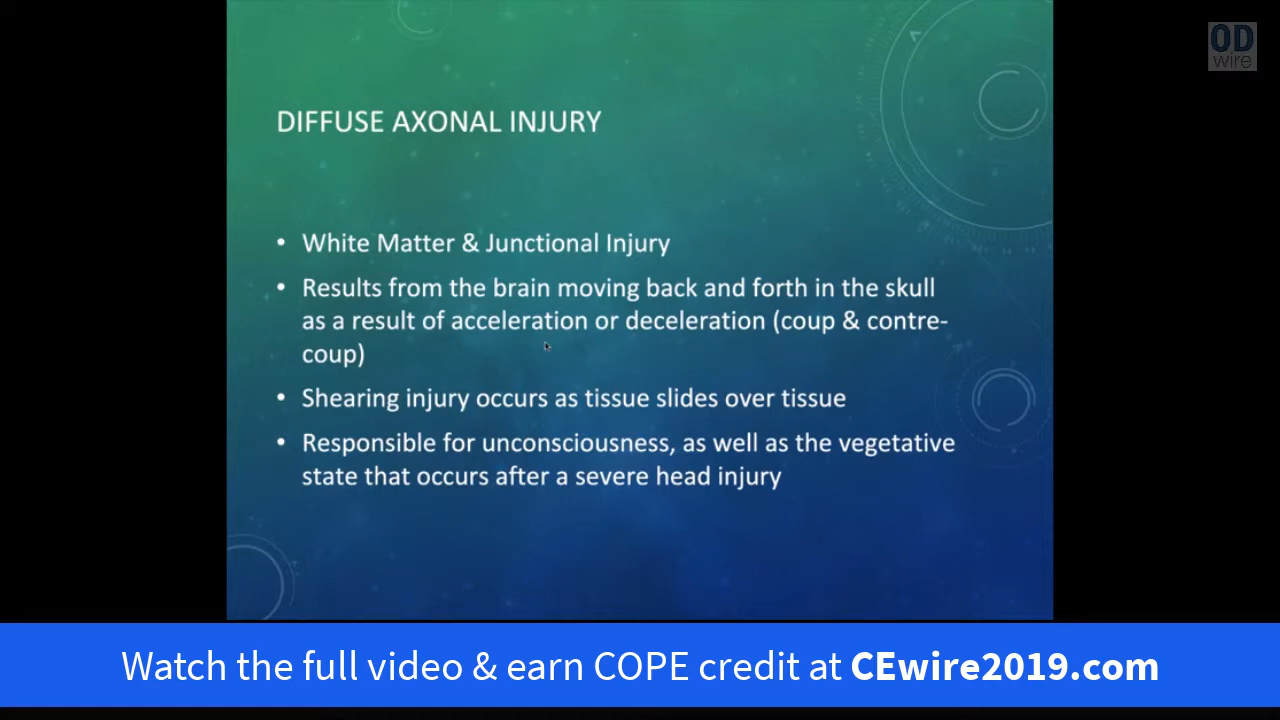 OD
wire
DIFFUSE AXONAL INJURY
• White Matter & Junctional Injury
• Results from the brain moving back and forth in the skull
as a result of acceleration or deceleration (coup & contre-
coup)
• Shearing injury occurs as tissue slides over tissue
• Responsible for unconsciousness, as well as the vegetative
state that occurs after a severe head injury
Watch the full video & earn COPE credit at CEwire2019.com